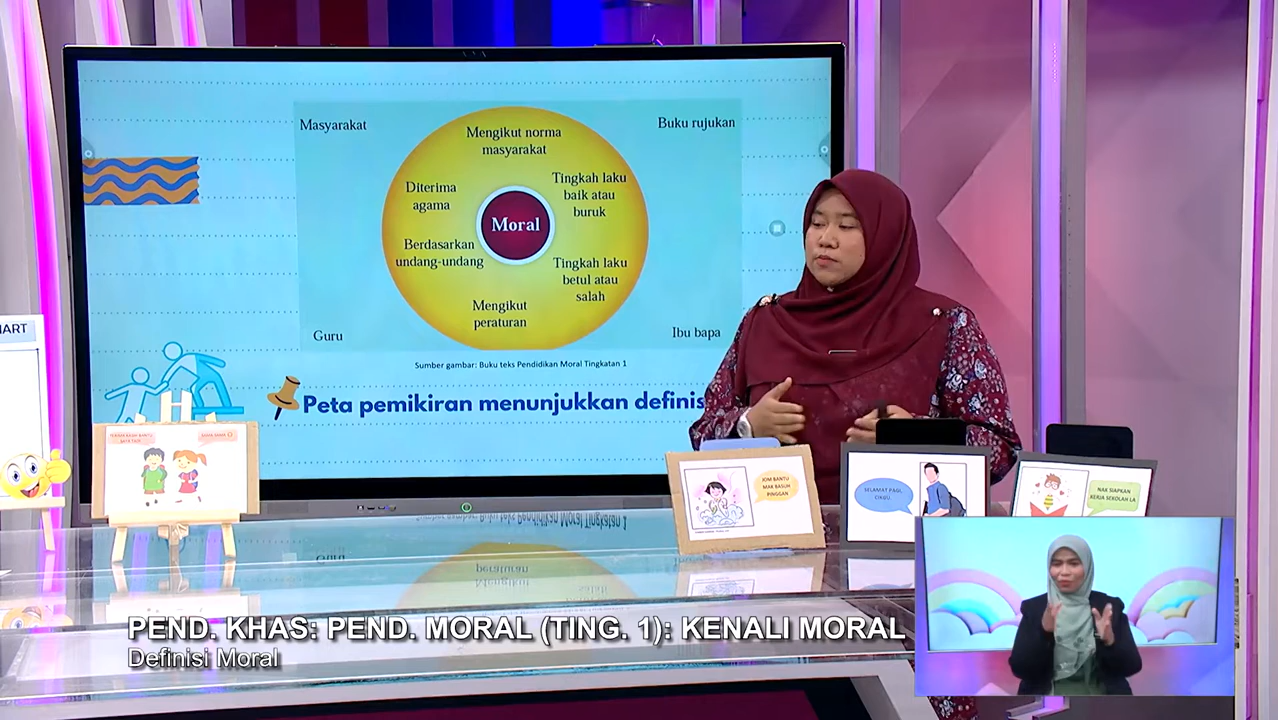 Masyarakat
Buku rujukan
Mengikut norma
masyarakat
Diterima
agama
Tingkah laku
baik atau
buruk
Moral
Berdasarkan
undang-undang
Tingkah laku
betul atau
salah
Mengikut
peraturan
Guru
Ibu bapa
Sumber gambar: Buku teks Pendidikan Moral Tingkatan 1
Peta pemikiran menunjukkan definis
JOM BANTU
MAK BASUH
PINGGAN
SELAMAT PAGI,
CIKGU.
NAK SIAPKAN
KERJA SEKOLAH LA
PEND. KHAS: PEND. MORAL (TING. 1): KENALI MORAL
Definisi Moral